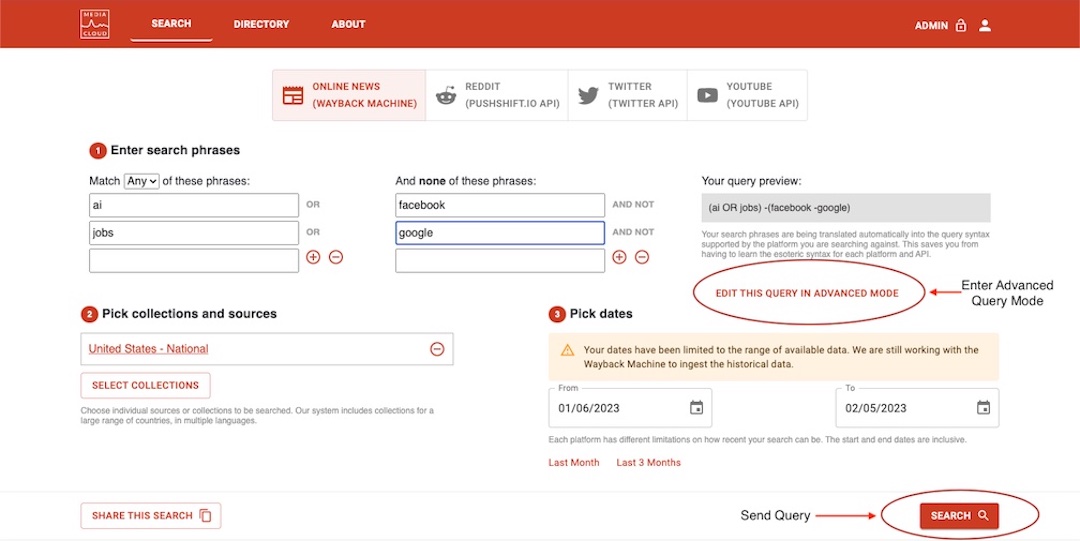 MEDIA
CLOUD
SEARCH
DIRECTORY
ABOUT
ADMIN
ONLINE NEWS
(WAYBACK MACHINE)
REDDIT
(PUSHSHIFT.IO API)
TWITTER
(TWITTER API)
YOUTUBE
(YOUTUBE API)
1 Enter search phrases
Match Any of these phrases:
ai OR
jobs OR
And none of these phrases:
facebook AND NOT
google AND NOT
Your query preview:
(ai OR jobs) -(facebook -google)
Your search phrases are being translated automatically into the query syntax
supported by the platform you are searching against. This saves you from
having to learn the esoteric syntax for each platform and API.
EDIT THIS QUERY IN ADVANCED MODE
Enter Advanced
Query Mode
2 Pick collections and sources
United States - National
SELECT COLLECTIONS
Choose individual sources or collections to be searched. Our system includes collections for a
large range of countries, in multiple languages.
3 Pick dates
Your dates have been limited to the range of available data. We are still working with the
Wayback Machine to ingest the historical data.
From
01/06/2023
To
02/05/2023
Each platform has different limitations on how recent your search can be. The start and end dates are inclusive.
Last Month
Last 3 Months
SHARE THIS SEARCH
Send Query
SEARCH